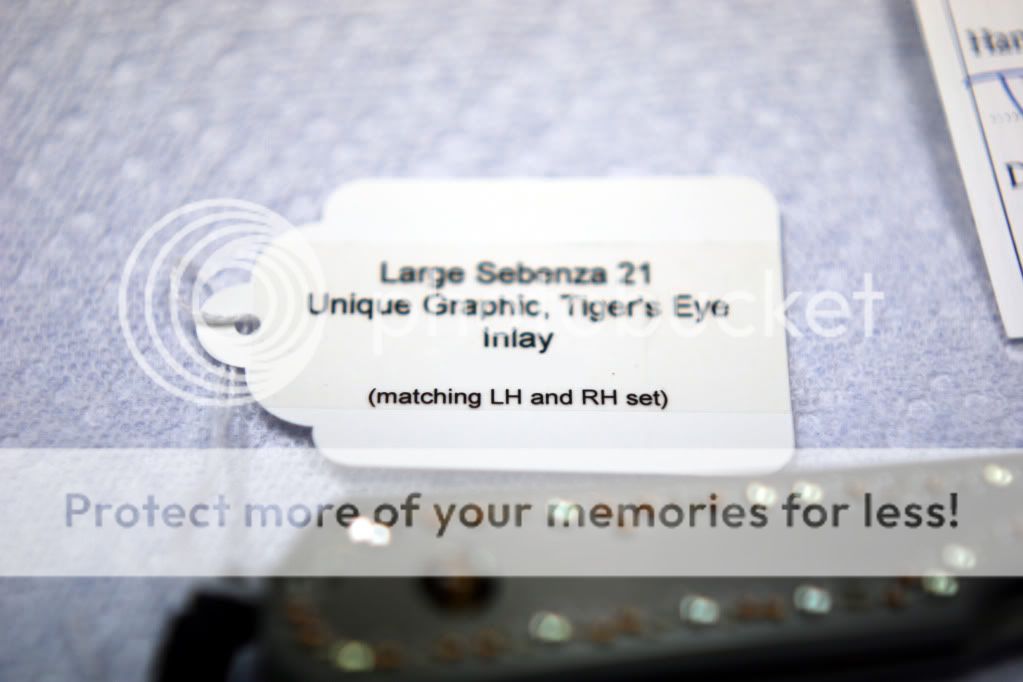 Large Sebenza 21
Unique Graphic, Tiger's Eye
Inlay
(matching LH and RH set)
photobucket
Protect more of your memories for less!